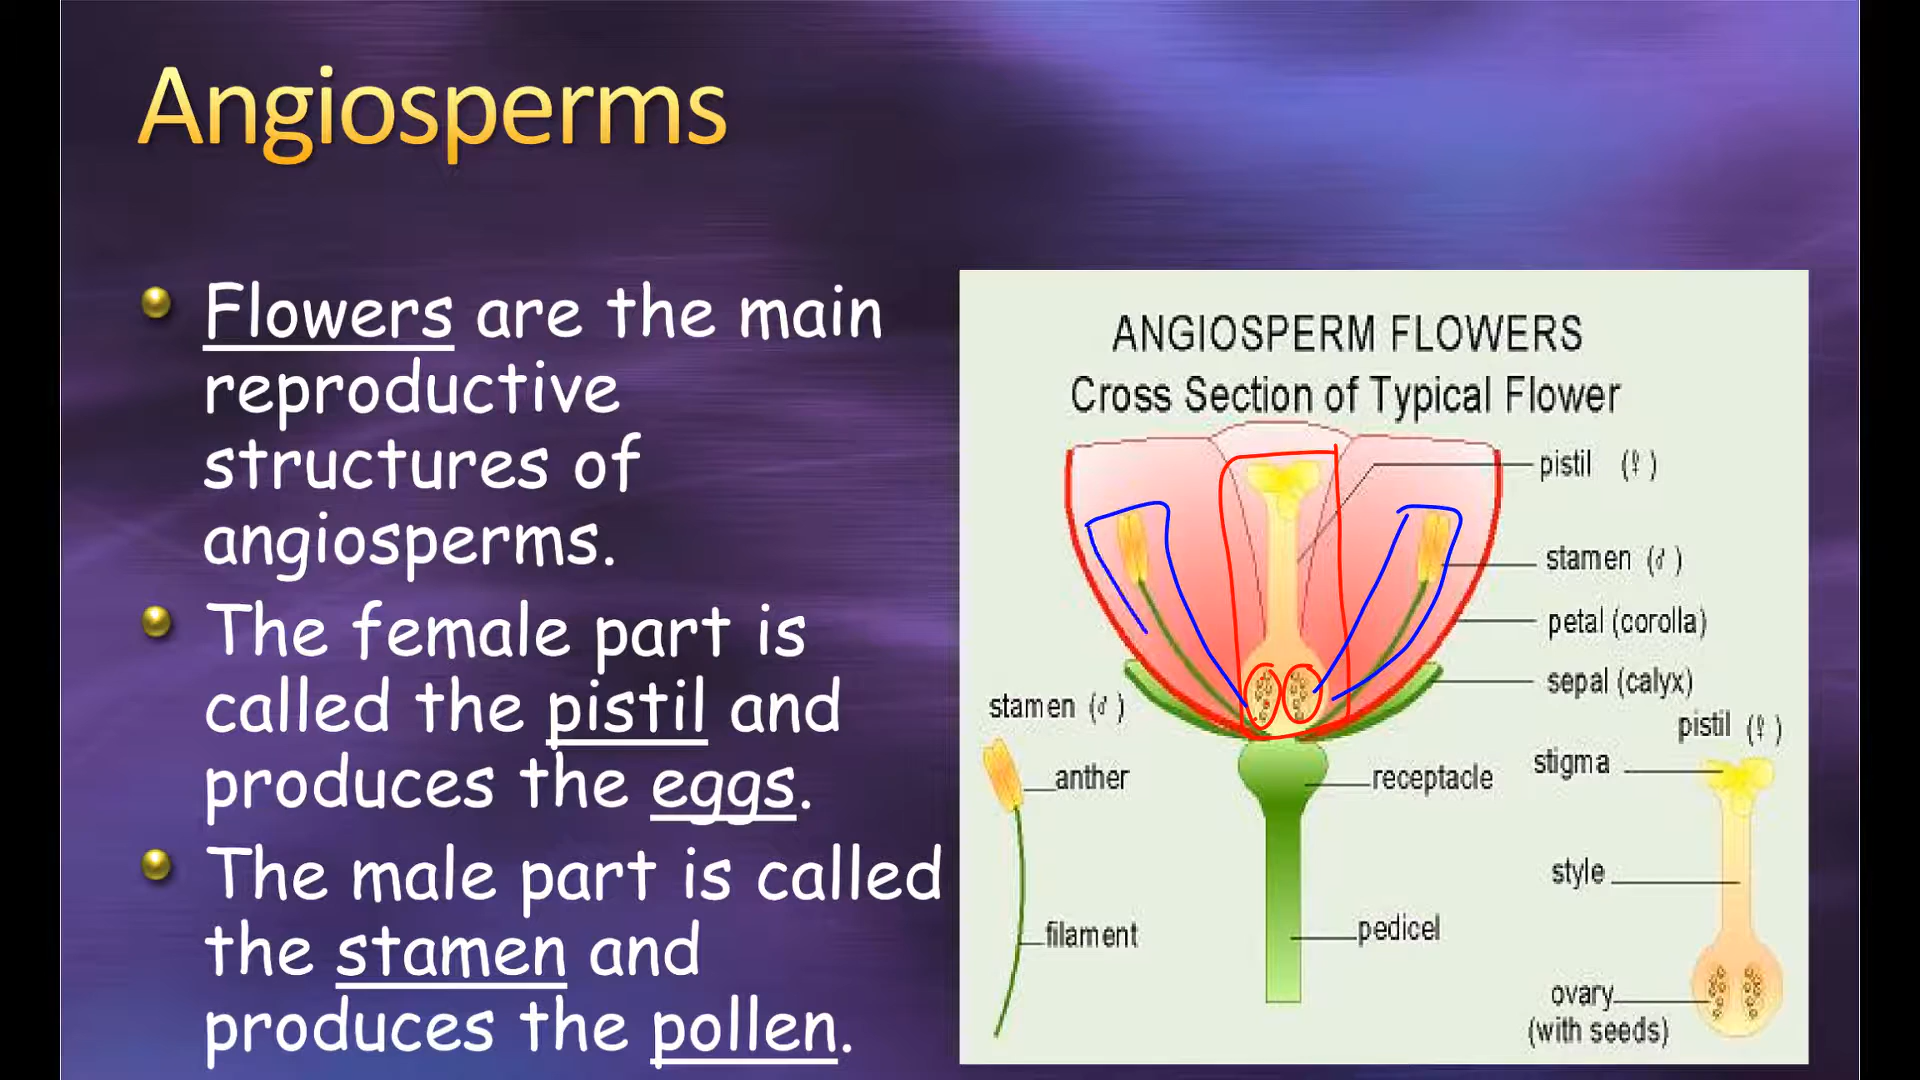 Angiosperms
Flowers are the main
reproductive
structures of
angiosperms.
The female part is
called the pistil and
produces the eggs.
The male part is called
the stamen and
produces the pollen.
ANGIOSPERM FLOWERS
Cross Section of Typical Flower
pistil (♀)
stamen (♂)
petal (corolla)
sepal (calyx)
stamen (♂)
anther
filament
receptacle
pedicel
pistil (♀)
stigma
style
ovary
(with seeds)